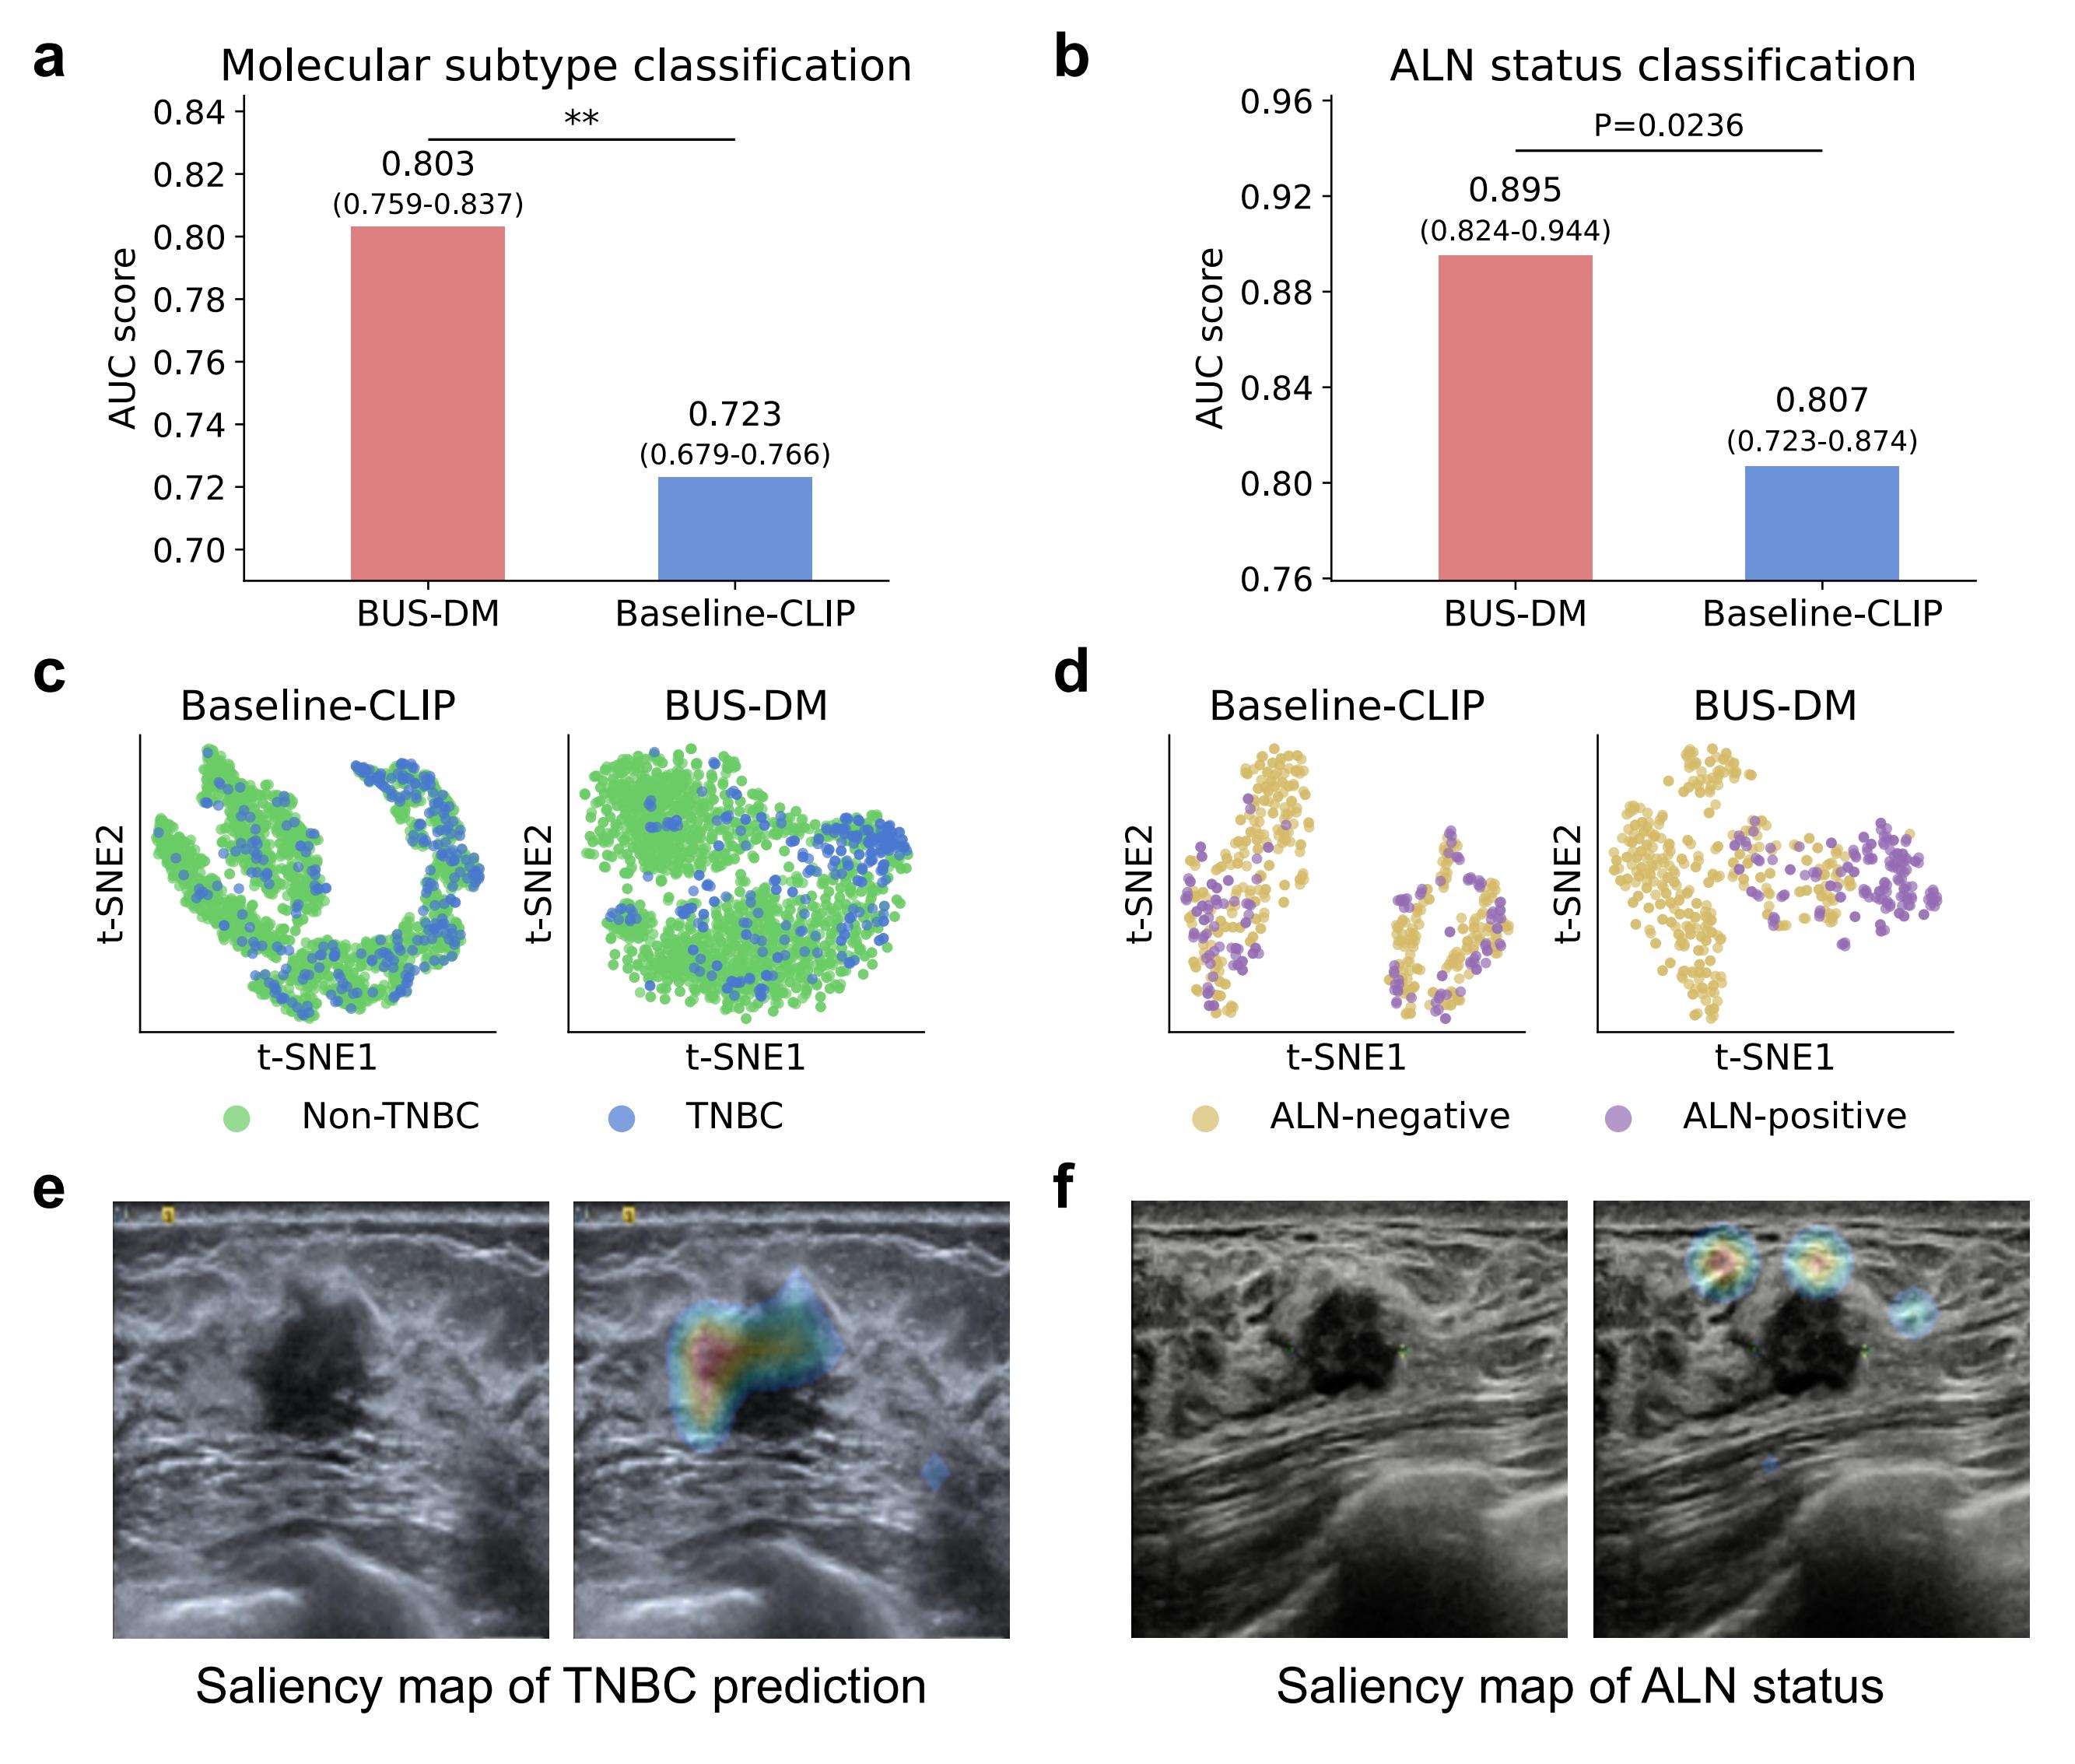 a
Molecular subtype classification
AUC score
0.84
0.82
0.80
0.78
0.76
0.74
0.72
0.70
**
0.803
(0.759-0.837)
0.723
(0.679-0.766)
BUS-DM
Baseline-CLIP
b
ALN status classification
AUC score
0.96
0.92
0.88
0.84
0.80
0.76
P=0.0236
0.895
(0.824-0.944)
0.807
(0.723-0.874)
BUS-DM
Baseline-CLIP
c
Baseline-CLIP
t-SNE2
t-SNE1
BUS-DM
t-SNE2
t-SNE1
Non-TNBC
TNBC
d
Baseline-CLIP
t-SNE2
t-SNE1
BUS-DM
t-SNE2
t-SNE1
ALN-negative
ALN-positive
e
Saliency map of TNBC prediction
f
Saliency map of ALN status